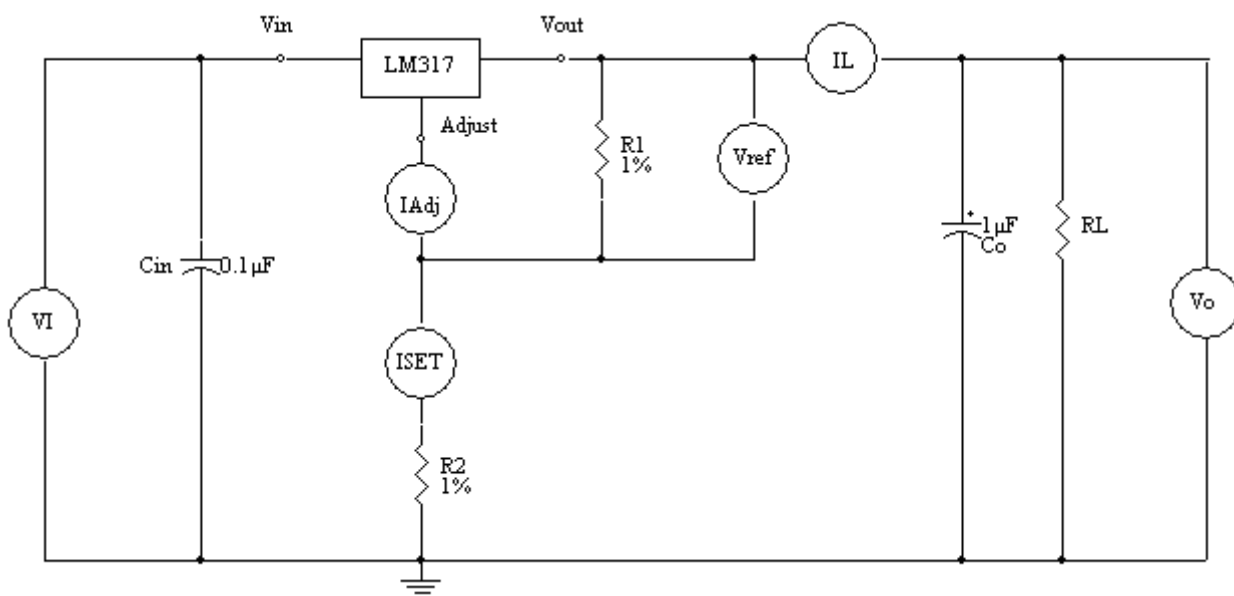 Vin
Vout
LM317
IL
Adjust
R1
1%
Vref
IAdj
1µF
Co
RL
Cin
0.1µF
VI
Vo
ISET
R2
1%